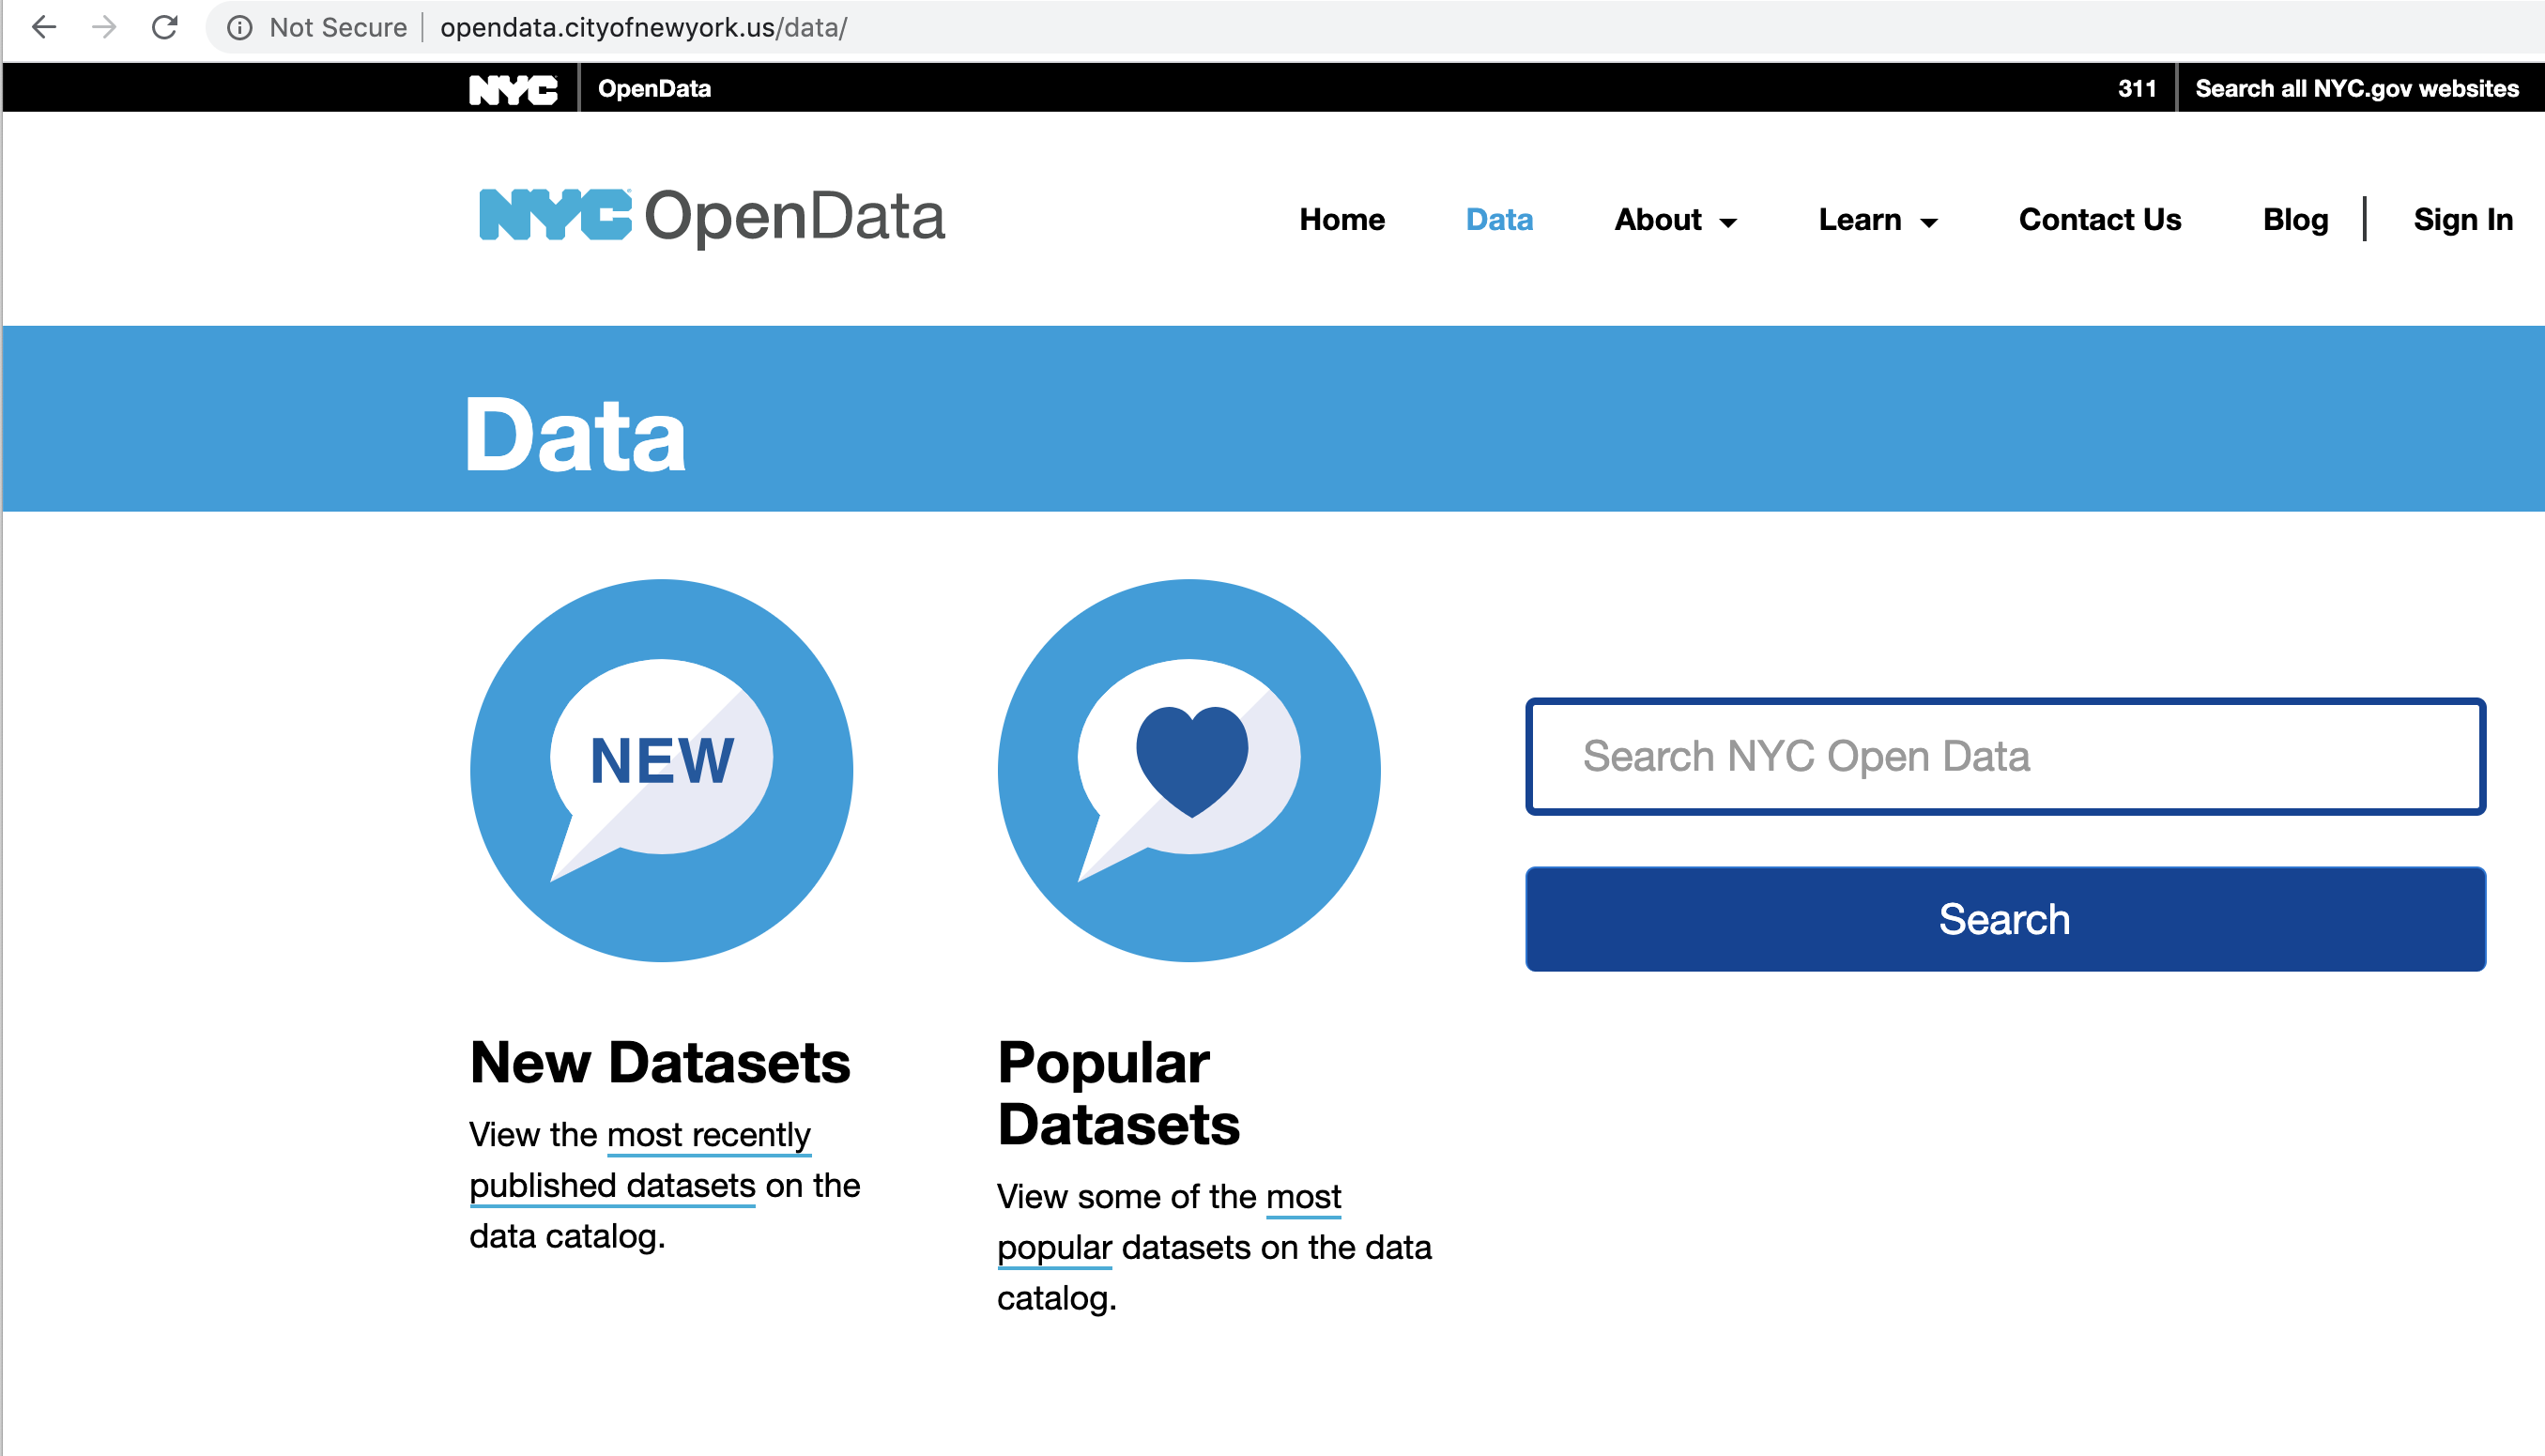 Not Secure | opendata.cityofnewyork.us/data/
NYC OpenData 311 Search all NYC.gov websites
NYC OpenData Home Data About Learn Contact Us Blog Sign In
Data
NEW
Search NYC Open Data
Search
New Datasets
View the most recently
published datasets on the
data catalog.
Popular
Datasets
View some of the most
popular datasets on the data
catalog.